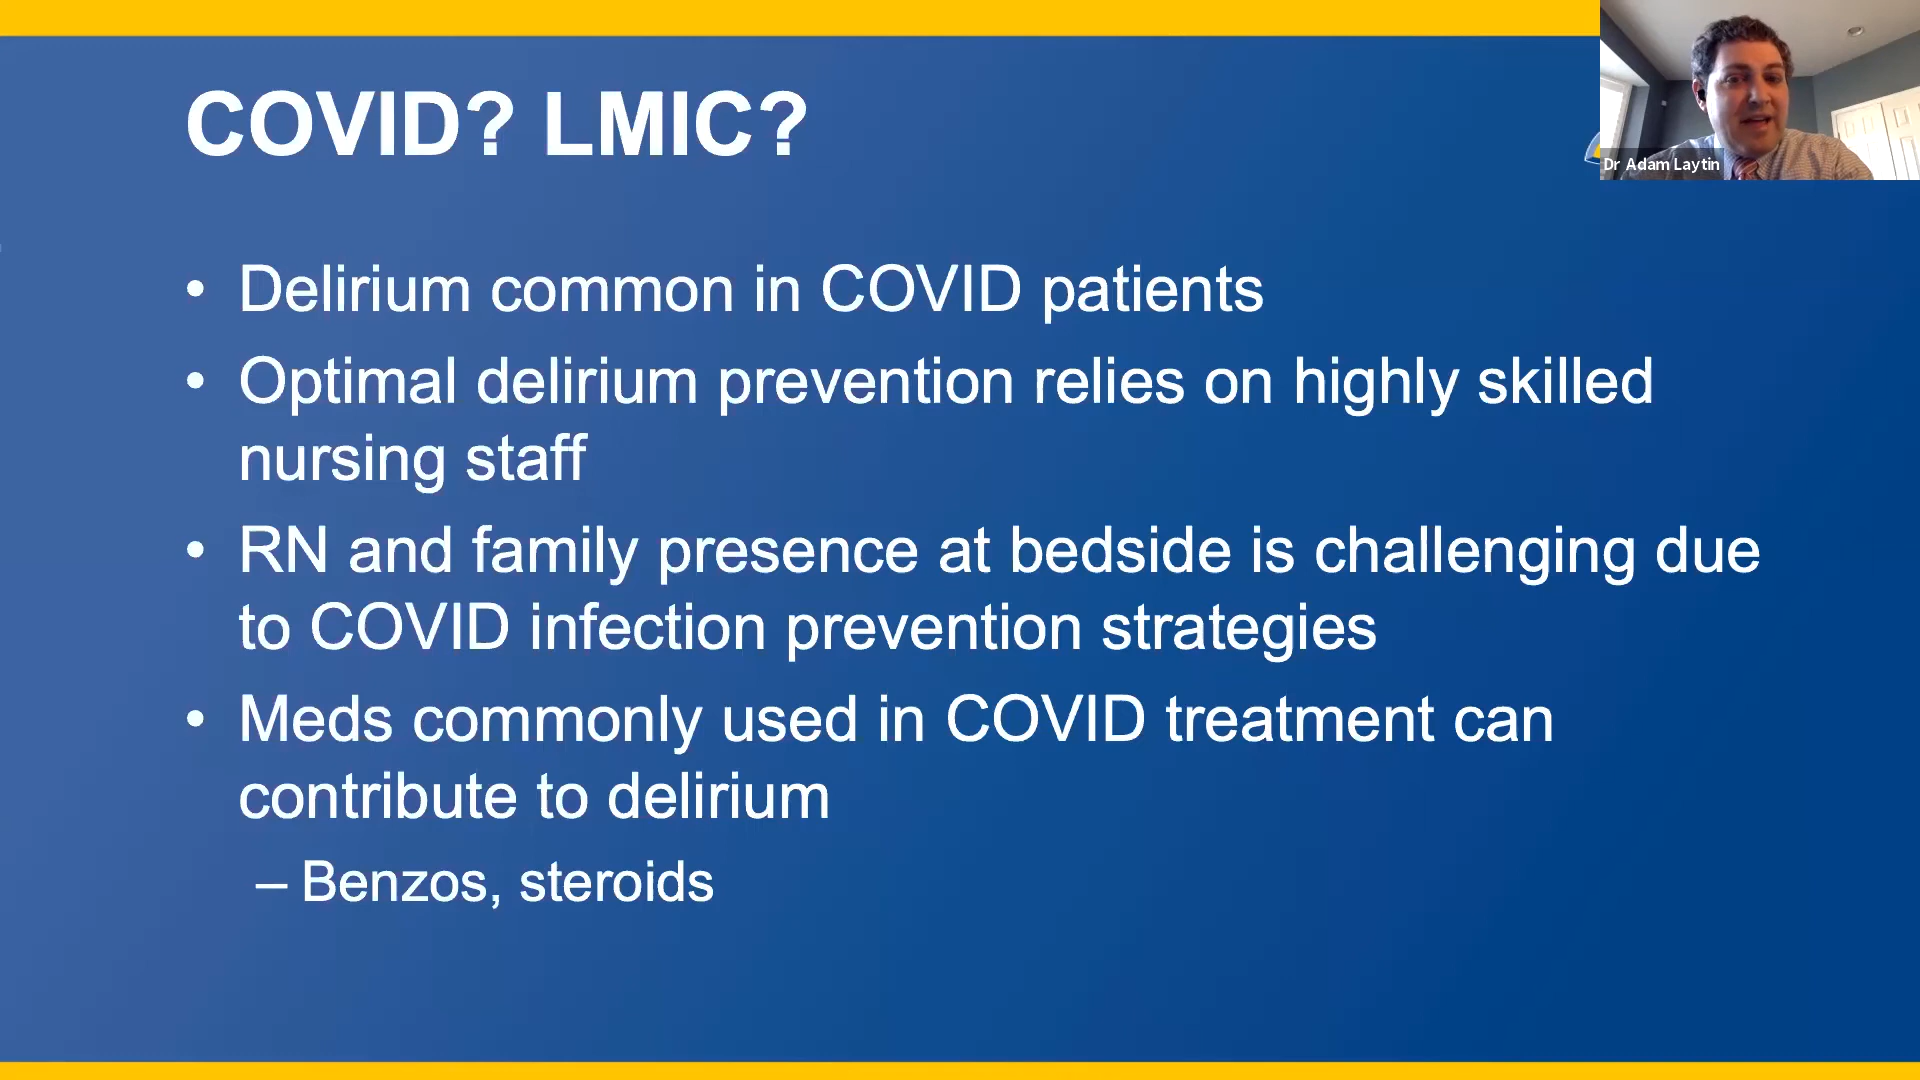 COVID? LMIC?
Dr Adam Laytin
• Delirium common in COVID patients
• Optimal delirium prevention relies on highly skilled
nursing staff
• RN and family presence at bedside is challenging due
to COVID infection prevention strategies
• Meds commonly used in COVID treatment can
contribute to delirium
– Benzos, steroids